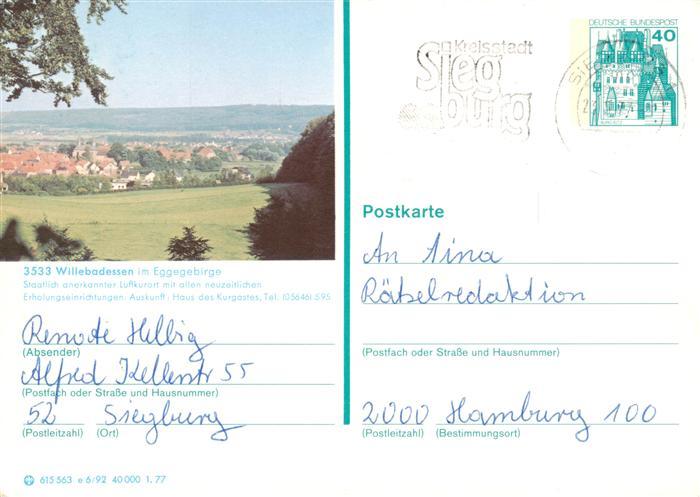 Kreisstadt
Sieg
burg
DEUTSCHE BUNDESPOST
40
BURG ELTZ
3533 Willebadessen im Eggegebirge
Staatlich anerkannter Luftkurort mit allen neuzeitlichen
Erholungseinrichtungen · Auskunft: Haus des Kurgastes, Tel. (05646) 595
Renate Helbig
(Absender)
Alfred Kellerstr 55
(Postfach oder Straße und Hausnummer)
52 Siegburg
(Postleitzahl) (Ort)
615 563 e 6/92 40 000 1. 77
Postkarte
An Tina
Rätselredaktion
(Postfach oder Straße und Hausnummer)
2000 Hamburg 100
(Postleitzahl) (Bestimmungsort)